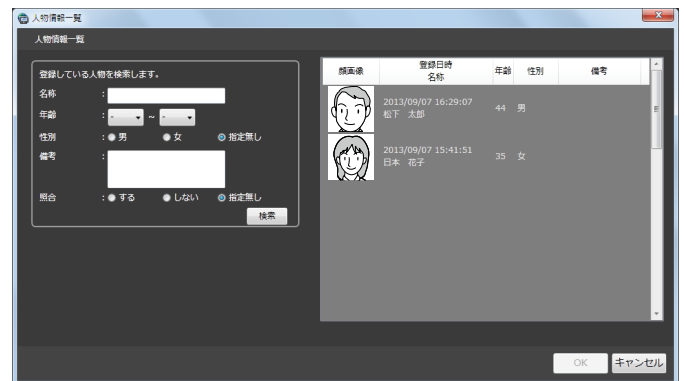 人物情報一覧
人物情報一覧
登録している人物を検索します。
名称 :
年齢 : - ~ -
性別 : 男 女 指定無し
備考 :
照合 : する しない 指定無し
検索
顔画像 登録日時 名称 年齢 性別 備考
2013/09/07 16:29:07
松下 太郎
44 男
2013/09/07 15:41:51
日本 花子
35 女
OK キャンセル